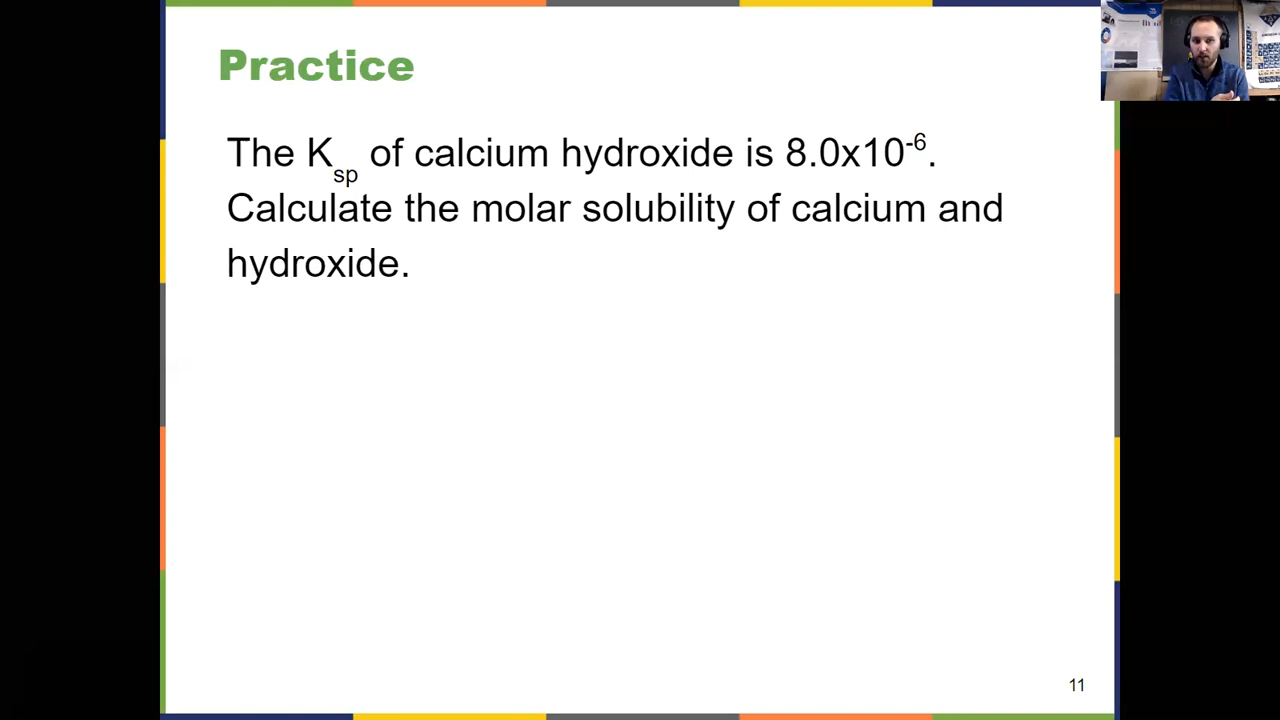 Practice
The Ksp of calcium hydroxide is 8.0x10-6.
Calculate the molar solubility of calcium and
hydroxide.
11